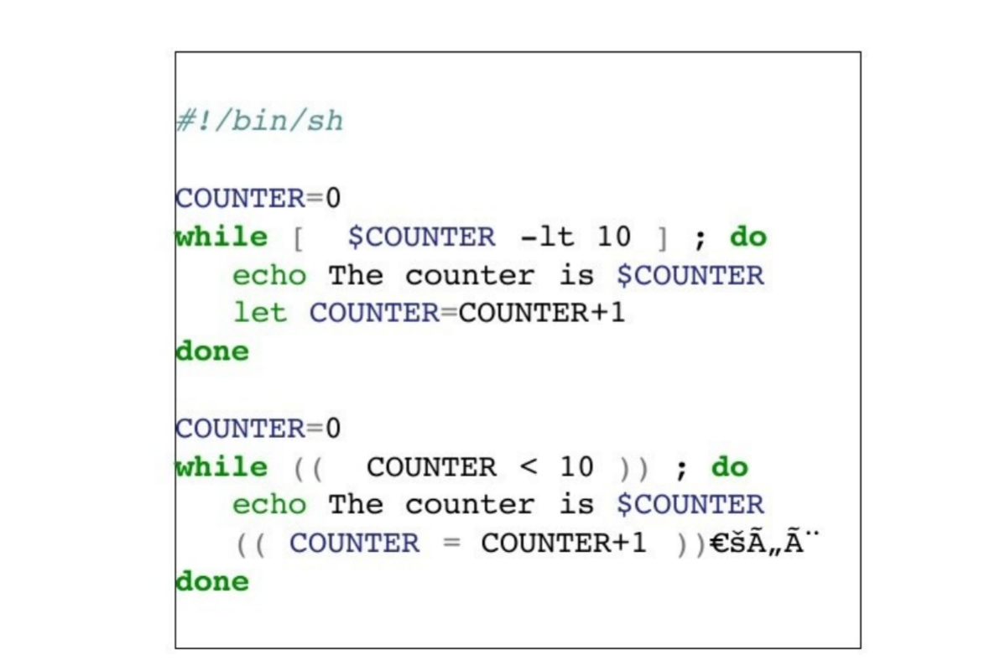 #!/bin/sh
COUNTER=0
while [ $COUNTER -lt 10 ] ; do
echo The counter is $COUNTER
let COUNTER=COUNTER+1
done
COUNTER=0
while (( COUNTER < 10 )) ; do
echo The counter is $COUNTER
(( COUNTER = COUNTER+1 ))€šÃ„Ã¨
done